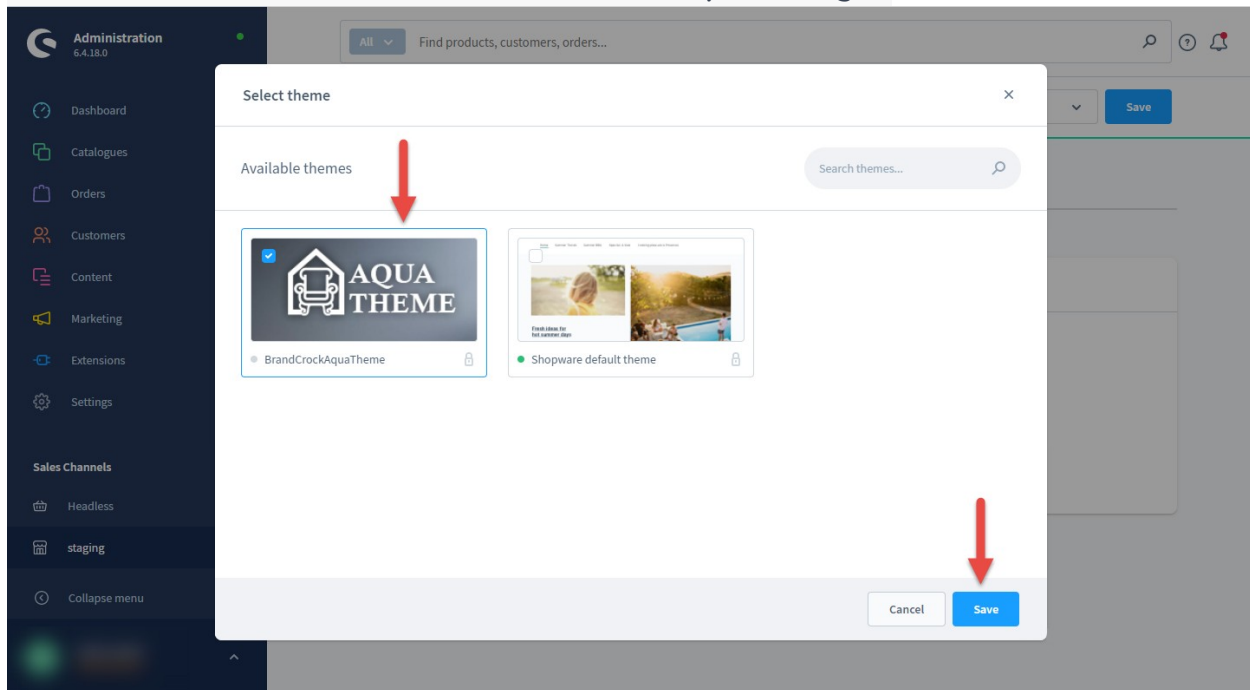 Administration
6.4.18.0
All
Find products, customers, orders...
Dashboard
Catalogues
Orders
Customers
Content
Marketing
Extensions
Settings
Sales Channels
Headless
staging
Collapse menu
Save
Select theme
Available themes
Search themes...
AQUA
THEME
BrandCrockAquaTheme
Fresh ideas for
hot summer days
Shopware default theme
Cancel
Save